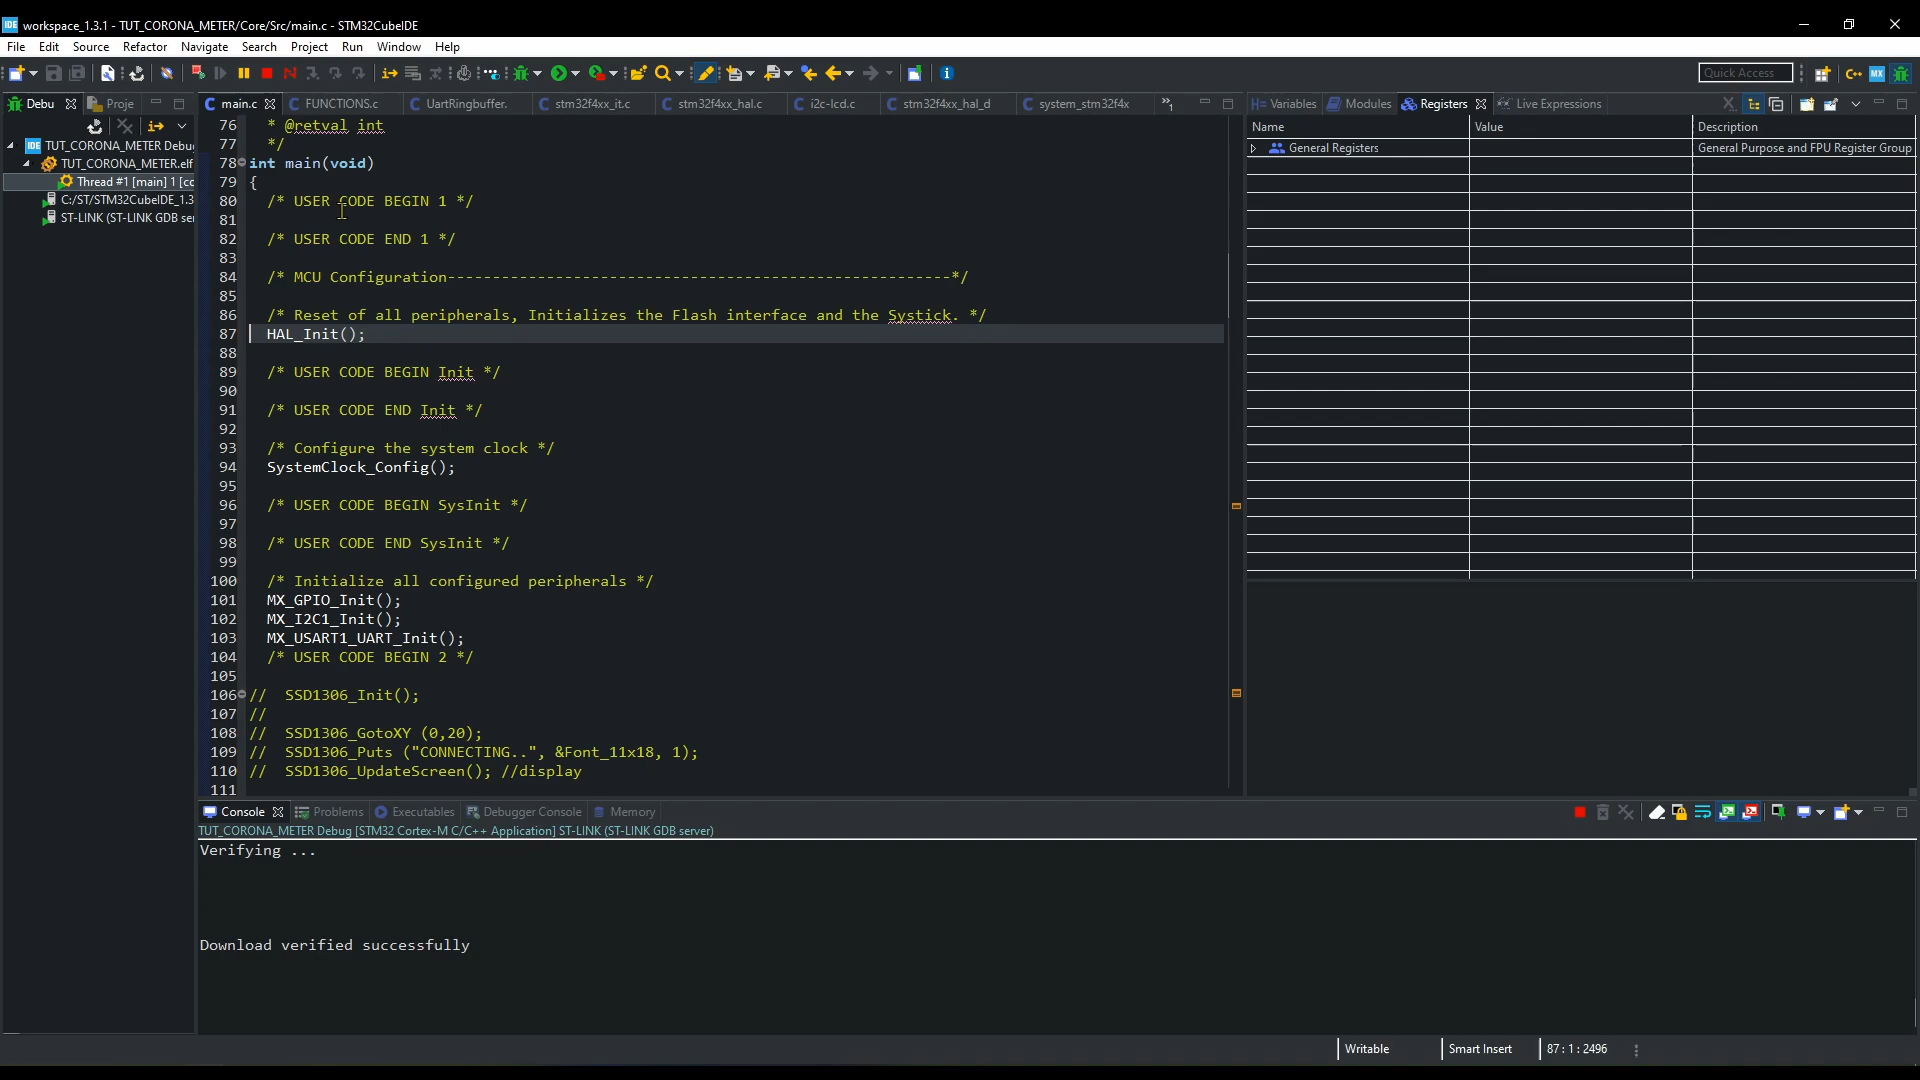 IDE workspace_1.3.1 - TUT_CORONA_METER/Core/Src/main.c - STM32CubeIDE
File Edit Source Refactor Navigate Search Project Run Window Help
Quick Access
Debu Proje main.c FUNCTIONS.c UartRingbuffer. stm32f4xx_it.c stm32f4xx_hal.c i2c-lcd.c stm32f4xx_hal_d system_stm32f4x »1 Variables Modules Registers Live Expressions
Name Value Description
General Registers General Purpose and FPU Register Group
IDE TUT_CORONA_METER Debu
TUT_CORONA_METER.elf
Thread #1 [main] 1 [co
C:/ST/STM32CubeIDE_1.3
ST-LINK (ST-LINK GDB ser
76 * @retval int
77 */
78 int main(void)
79 {
80 /* USER CODE BEGIN 1 */
81
82 /* USER CODE END 1 */
83
84 /* MCU Configuration--------------------------------------------------------*/
85
86 /* Reset of all peripherals, Initializes the Flash interface and the Systick. */
87 HAL_Init();
88
89 /* USER CODE BEGIN Init */
90
91 /* USER CODE END Init */
92
93 /* Configure the system clock */
94 SystemClock_Config();
95
96 /* USER CODE BEGIN SysInit */
97
98 /* USER CODE END SysInit */
99
100 /* Initialize all configured peripherals */
101 MX_GPIO_Init();
102 MX_I2C1_Init();
103 MX_USART1_UART_Init();
104 /* USER CODE BEGIN 2 */
105
106 // SSD1306_Init();
107 //
108 // SSD1306_GotoXY (0,20);
109 // SSD1306_Puts ("CONNECTING..", &Font_11x18, 1);
110 // SSD1306_UpdateScreen(); //display
111
Console Problems Executables Debugger Console Memory
TUT_CORONA_METER Debug [STM32 Cortex-M C/C++ Application] ST-LINK (ST-LINK GDB server)
Verifying ...
Download verified successfully
Writable Smart Insert 87 : 1 : 2496